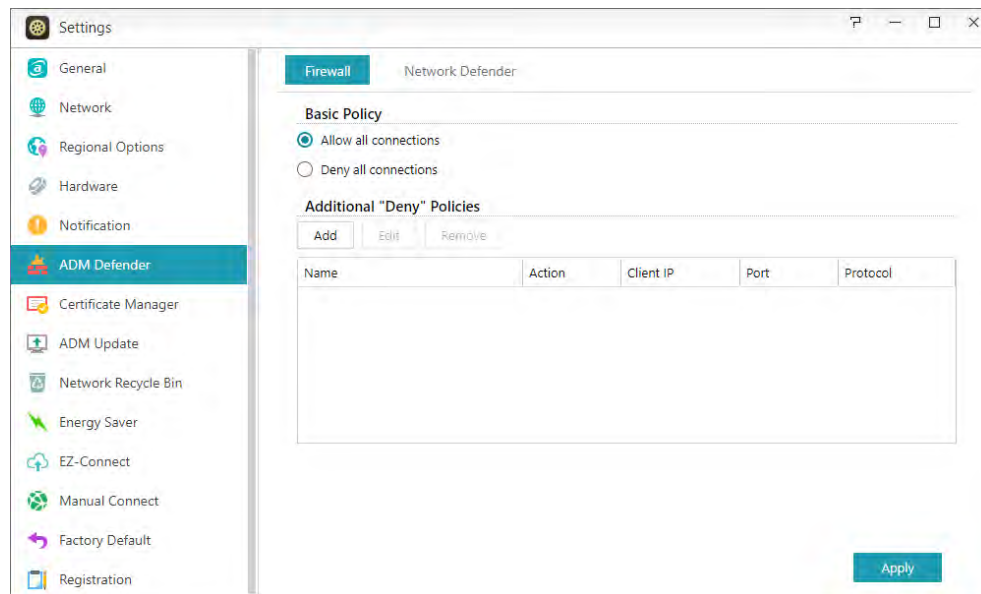 Settings
General
Network
Regional Options
Hardware
Notification
ADM Defender
Certificate Manager
ADM Update
Network Recycle Bin
Energy Saver
EZ-Connect
Manual Connect
Factory Default
Registration
Firewall Network Defender
Basic Policy
Allow all connections
Deny all connections
Additional "Deny" Policies
Add Edit Remove
Name Action Client IP Port Protocol
Apply